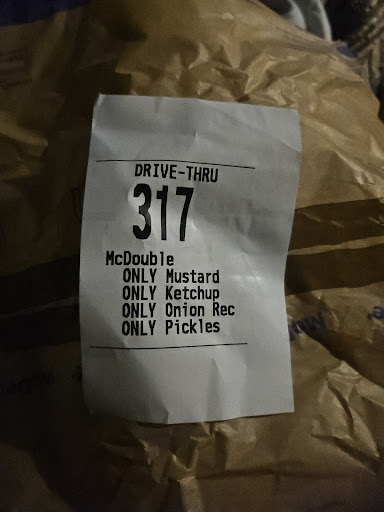 DRIVE-THRU
317
McDouble
ONLY Mustard
ONLY Ketchup
ONLY Onion Rec
ONLY Pickles